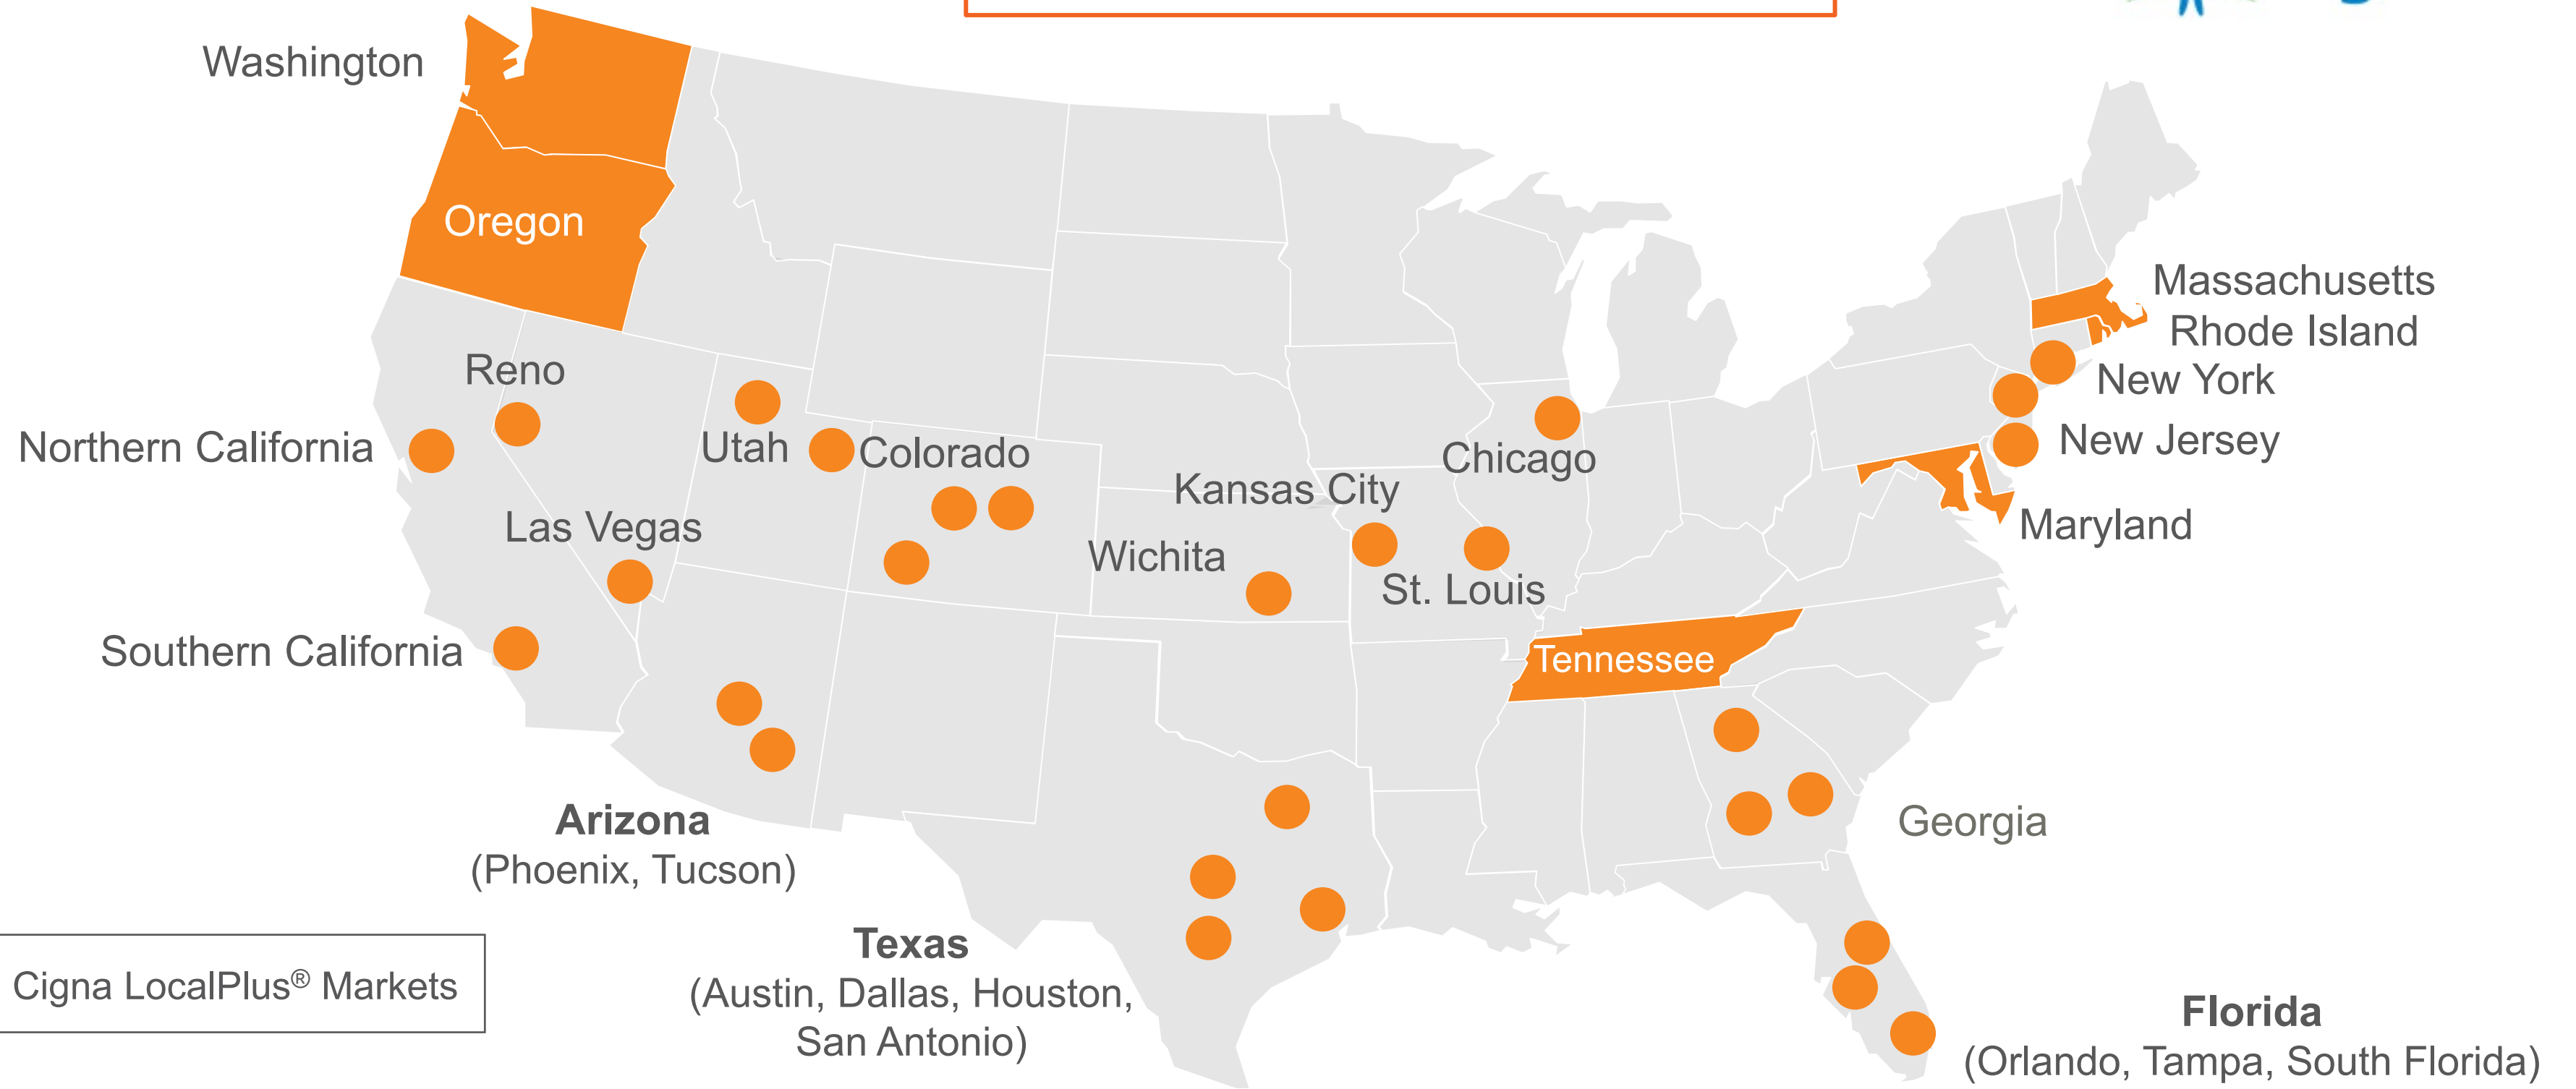 Washington
Oregon
Massachusetts
Rhode Island
Reno
New York
Northern California
Utah
Colorado
Chicago
New Jersey
Kansas City
Las Vegas
Wichita
Maryland
St. Louis
Southern California
Tennessee
Arizona
(Phoenix, Tucson)
Georgia
Texas
(Austin, Dallas, Houston,
San Antonio)
Cigna LocalPlus® Markets
Florida
(Orlando, Tampa, South Florida)